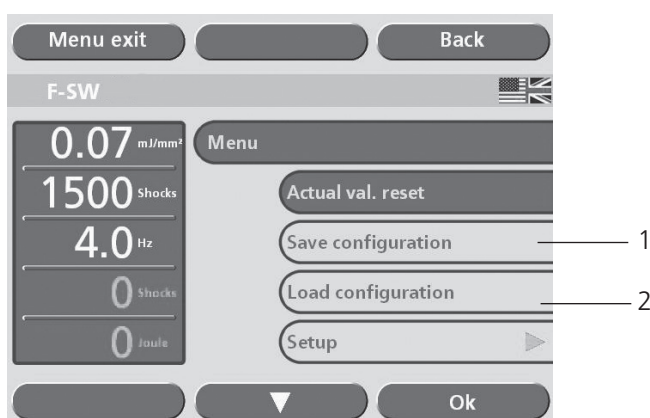 Menu exit
Back
F-SW
0.07 mJ/mm²
Menu
1500 Shocks
Actual val. reset
4.0 Hz
Save configuration
1
0 Shocks
Load configuration
2
0 Joule
Setup
Ok